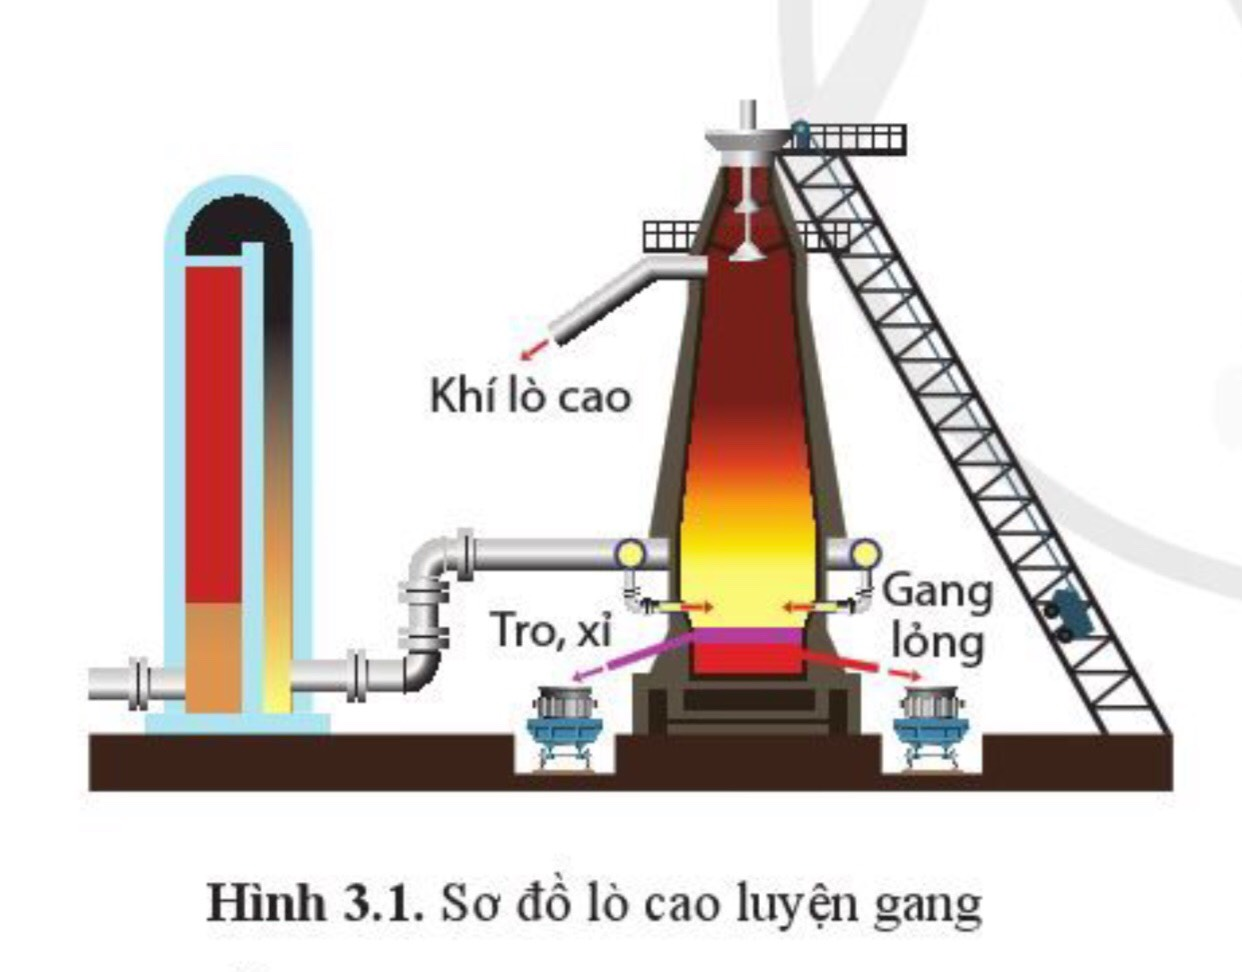 Khí lò cao
Gang
lỏng
Tro, xỉ
Hình 3.1. Sơ đồ lò cao luyện gang